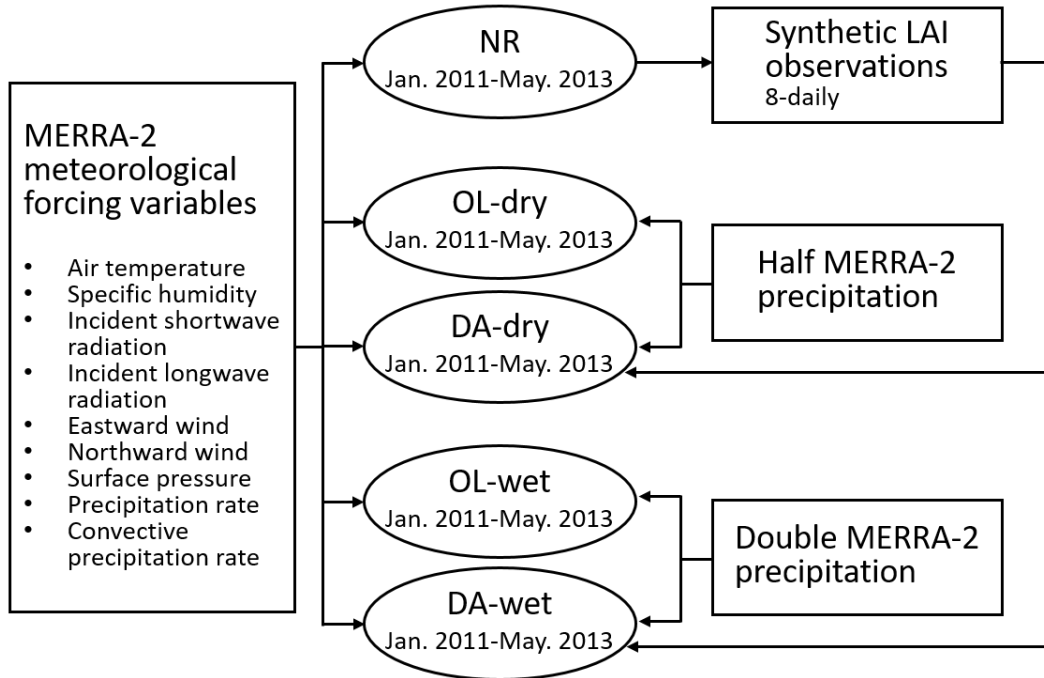 MERRA-2
meteorological
forcing variables
• Air temperature
• Specific humidity
• Incident shortwave
radiation
• Incident longwave
radiation
• Eastward wind
• Northward wind
• Surface pressure
• Precipitation rate
• Convective
precipitation rate
NR
Jan. 2011-May. 2013
Synthetic LAI
observations
8-daily
OL-dry
Jan. 2011-May. 2013
DA-dry
Jan. 2011-May. 2013
Half MERRA-2
precipitation
OL-wet
Jan. 2011-May. 2013
DA-wet
Jan. 2011-May. 2013
Double MERRA-2
precipitation